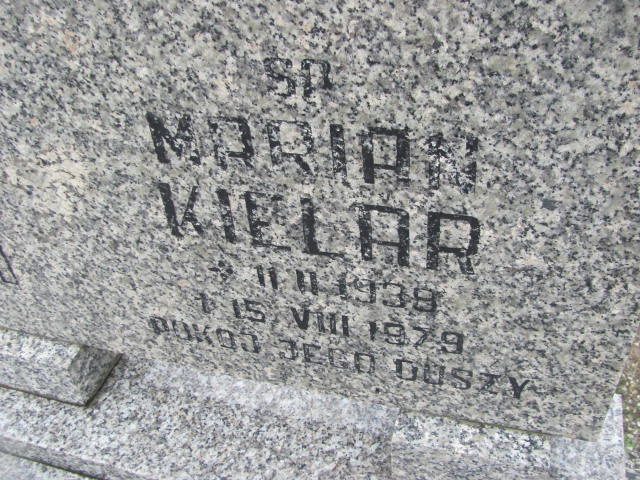 ŚP
MARIAN
KIELAR
* 11 II 1938
† 15 VIII 1979
POKÓJ JEGO DUSZY